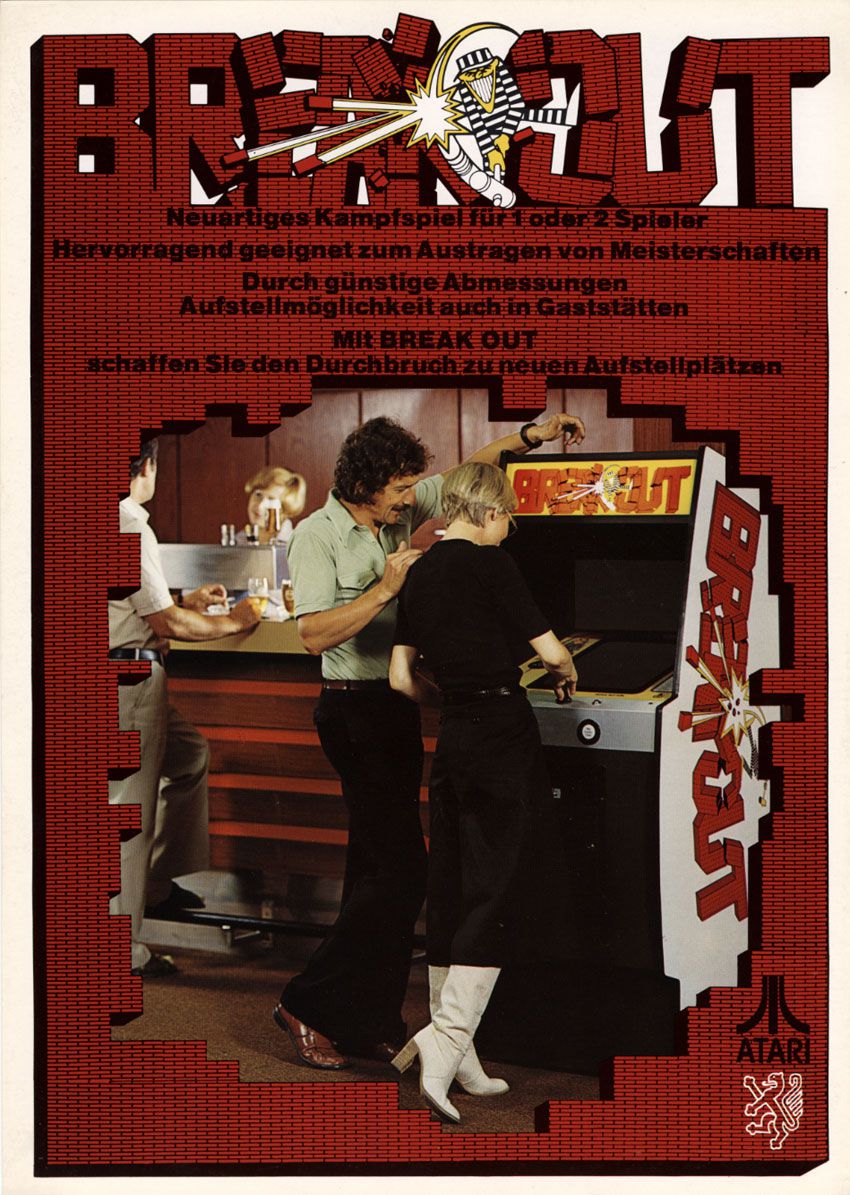 BREAKOUT
Neuartiges Kampfspiel für 1 oder 2 Spieler
Hervorragend geeignet zum Austragen von Meisterschaften
Durch günstige Abmessungen
Aufstellmöglichkeit auch in Gaststätten
Mit BREAK OUT
schaffen Sie den Durchbruch zu neuen Aufstellplätzen
BREAKOUT
BREAKOUT
ATARI